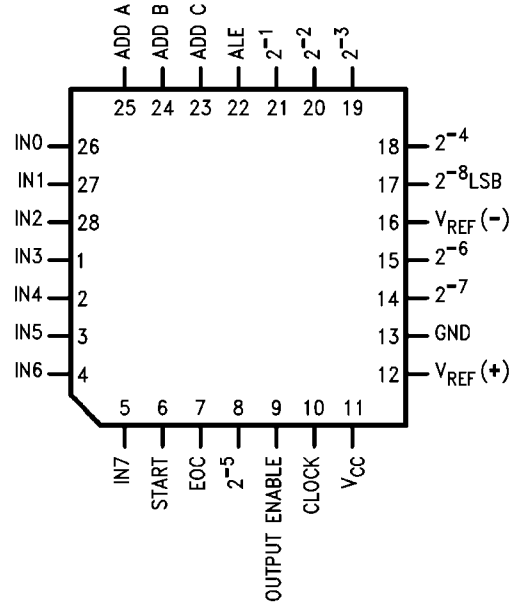 ADD A
ADD B
ADD C
ALE
2⁻¹
2⁻²
2⁻³
25 24 23 22 21 20 19
IN0 26
IN1 27
IN2 28
IN3 1
IN4 2
IN5 3
IN6 4
18 2⁻⁴
17 2⁻⁸LSB
16 V_REF(−)
15 2⁻⁶
14 2⁻⁷
13 GND
12 V_REF(+)
5 6 7 8 9 10 11
IN7
START
EOC
2⁻⁵
OUTPUT ENABLE
CLOCK
V_CC